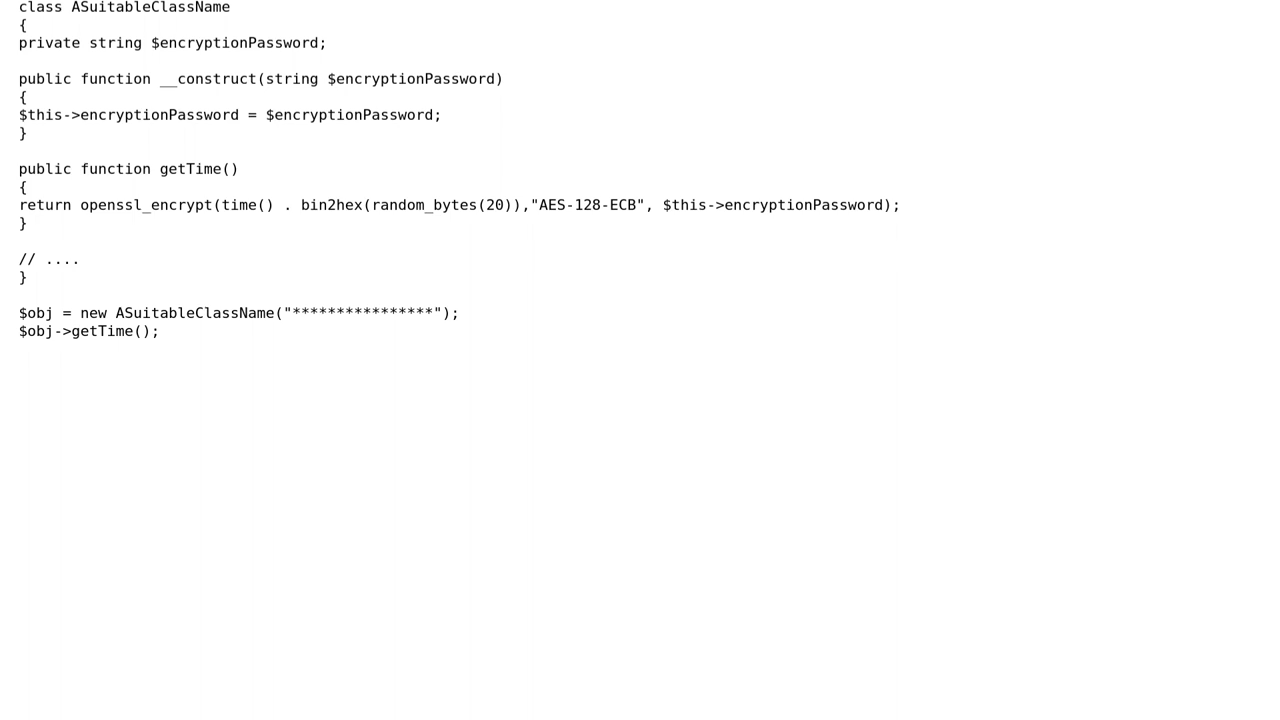 class ASuitableClassName
{
private string $encryptionPassword;
public function __construct(string $encryptionPassword)
{
$this->encryptionPassword = $encryptionPassword;
}
public function getTime()
{
return openssl_encrypt(time() . bin2hex(random_bytes(20)),"AES-128-ECB", $this->encryptionPassword);
}
// ....
}
$obj = new ASuitableClassName("****************");
$obj->getTime();